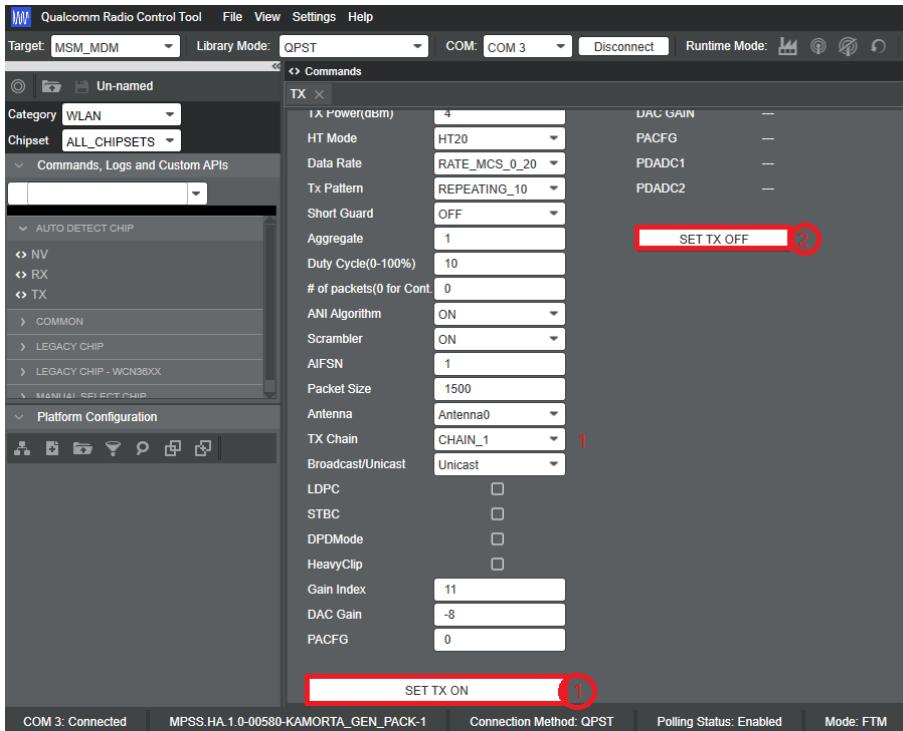 Qualcomm Radio Control Tool File View Settings Help
Target: MSM_MDM Library Mode: QPST COM: COM 3 Disconnect Runtime Mode:
« <> Commands
Un-named
TX ×
Category WLAN
Chipset ALL_CHIPSETS
Commands, Logs and Custom APIs
AUTO DETECT CHIP
<> NV
<> RX
<> TX
COMMON
LEGACY CHIP
LEGACY CHIP - WCN36XX
MANUAL SELECT CHIP
Platform Configuration
TX Power(dBm) 4
HT Mode HT20
Data Rate RATE_MCS_0_20
Tx Pattern REPEATING_10
Short Guard OFF
Aggregate 1
Duty Cycle(0-100%) 10
# of packets(0 for Cont. 0
ANI Algorithm ON
Scrambler ON
AIFSN 1
Packet Size 1500
Antenna Antenna0
TX Chain CHAIN_1 1
Broadcast/Unicast Unicast
LDPC
STBC
DPDMode
HeavyClip
Gain Index 11
DAC Gain -8
PACFG 0
SET TX ON 1
DAC GAIN ---
PACFG ---
PDADC1 ---
PDADC2 ---
SET TX OFF 2
COM 3: Connected MPSS.HA.1.0-00580-KAMORTA_GEN_PACK-1 Connection Method: QPST Polling Status: Enabled Mode: FTM